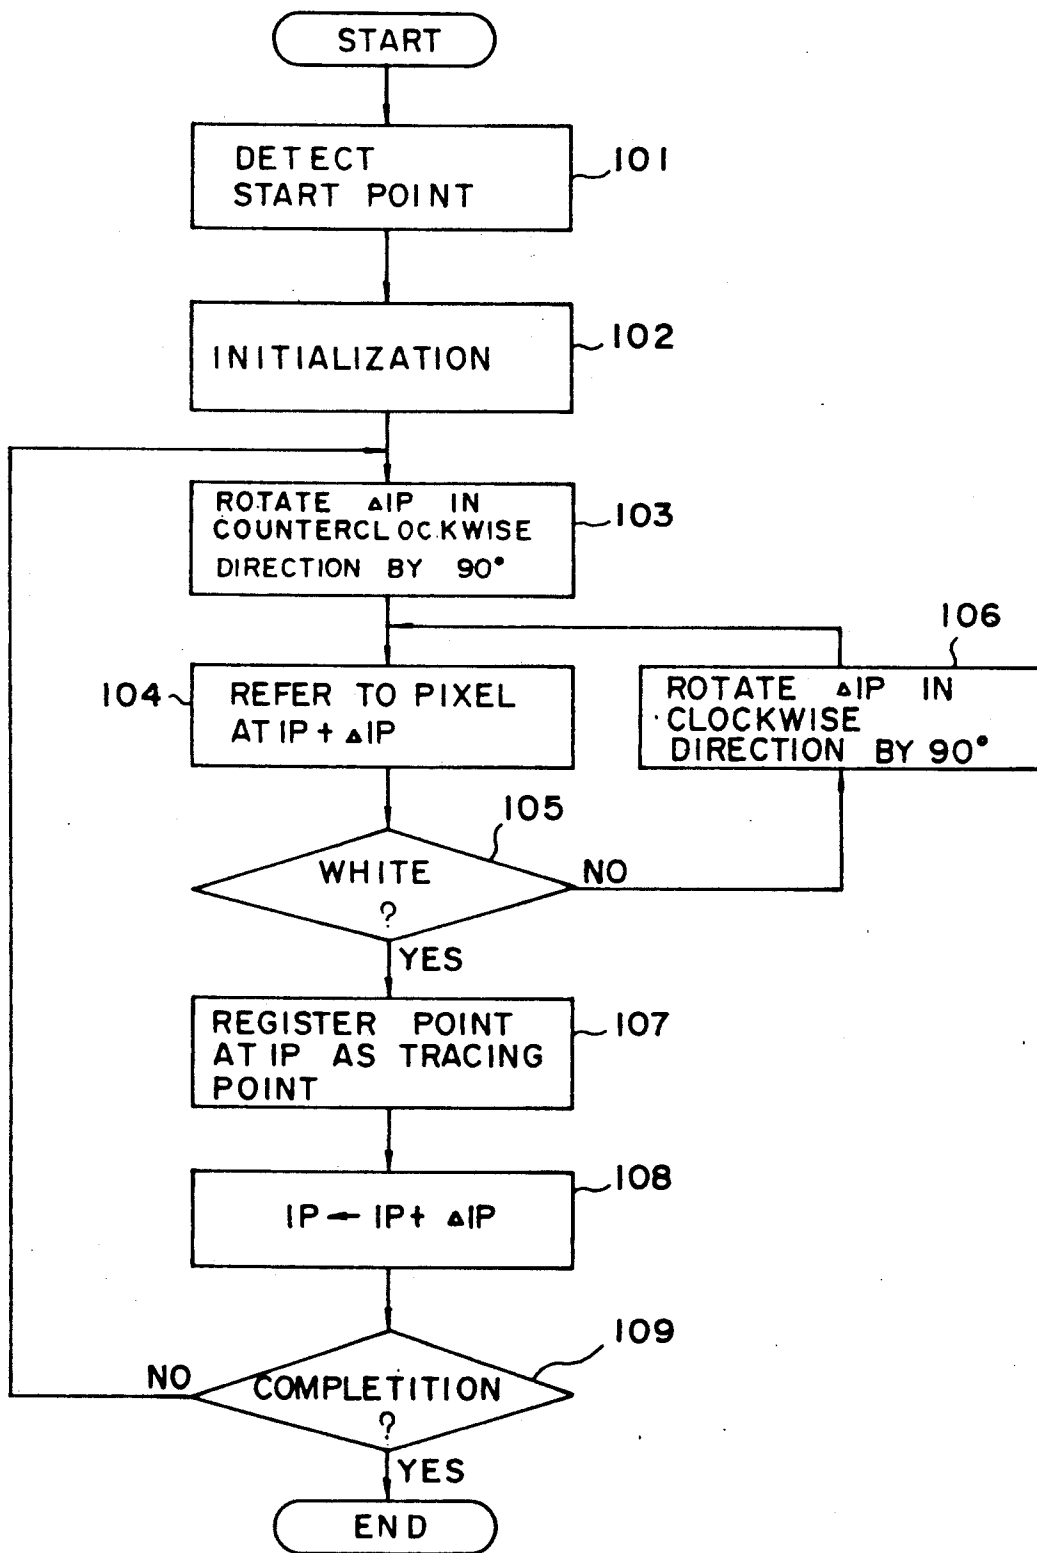 START
DETECT
START POINT
101
INITIALIZATION
102
ROTATE ΔIP IN
COUNTERCLOCKWISE
DIRECTION BY 90°
103
104
REFER TO PIXEL
AT IP + ΔIP
106
ROTATE ΔIP IN
CLOCKWISE
DIRECTION BY 90°
105
WHITE
?
NO
YES
REGISTER POINT
AT IP AS TRACING
POINT
107
108
IP ← IP + ΔIP
109
NO
COMPLETITION
?
YES
END